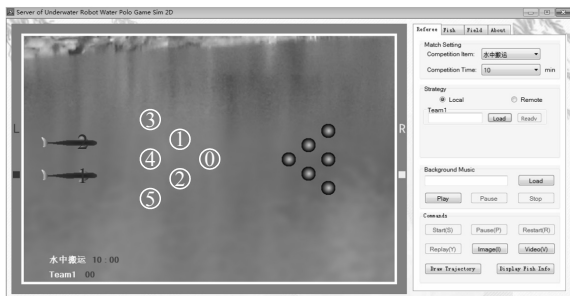 Server of Underwater Robot Water Polo Game Sim 2D
Referee Fish Field About
Match Setting
Competition Item: 水中搬运
Competition Time: 10 min
Strategy
Local Remote
Team1
Load Ready
Background Music
Load
Play Pause Stop
Commands
Start(S) Pause(P) Restart(R)
Replay(Y) Image(I) Video(V)
Draw Trajectory Display Fish Info
L
R
3
1
2
4
0
1
2
5
水中搬运 10 : 00
Team1 00